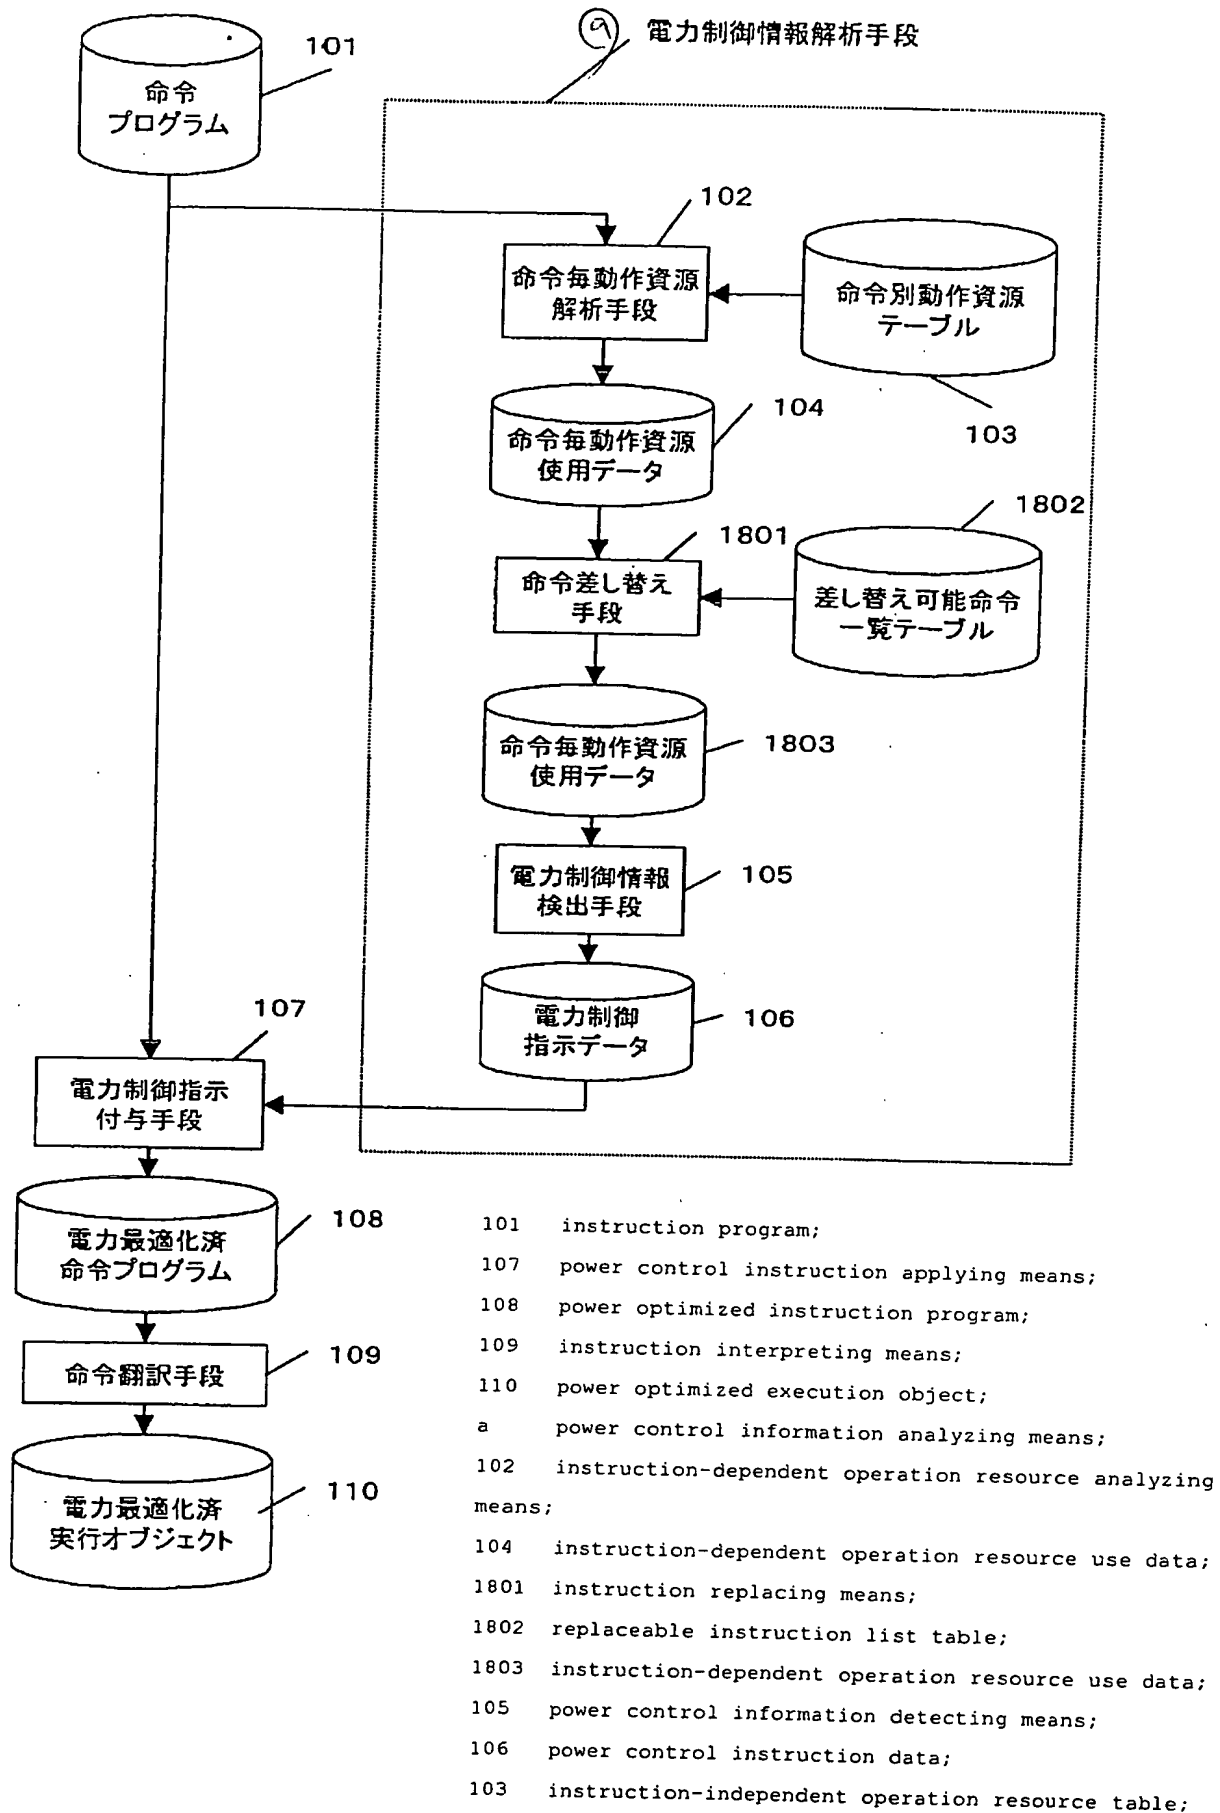 101
命令
プログラム
a 電力制御情報解析手段
102
命令毎動作資源
解析手段
命令別動作資源
テーブル
103
104
命令毎動作資源
使用データ
1801
命令差し替え
手段
1802
差し替え可能命令
一覧テーブル
命令毎動作資源
使用データ
1803
電力制御情報
検出手段
105
電力制御
指示データ
106
107
電力制御指示
付与手段
電力最適化済
命令プログラム
108
命令翻訳手段
109
電力最適化済
実行オブジェクト
110
101 instruction program;
107 power control instruction applying means;
108 power optimized instruction program;
109 instruction interpreting means;
110 power optimized execution object;
a power control information analyzing means;
102 instruction-dependent operation resource analyzing
means;
104 instruction-dependent operation resource use data;
1801 instruction replacing means;
1802 replaceable instruction list table;
1803 instruction-dependent operation resource use data;
105 power control information detecting means;
106 power control instruction data;
103 instruction-independent operation resource table;